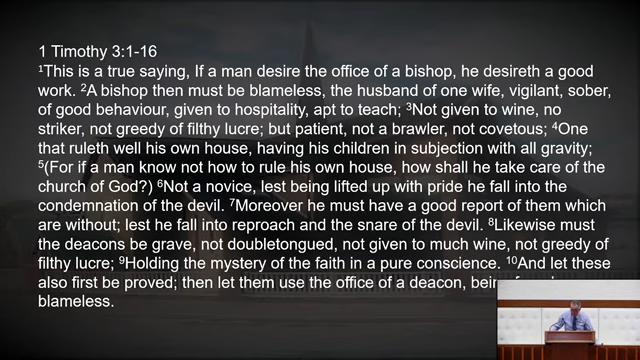 1 Timothy 3:1-16
¹This is a true saying, If a man desire the office of a bishop, he desireth a good
work. ²A bishop then must be blameless, the husband of one wife, vigilant, sober,
of good behaviour, given to hospitality, apt to teach; ³Not given to wine, no
striker, not greedy of filthy lucre; but patient, not a brawler, not covetous; ⁴One
that ruleth well his own house, having his children in subjection with all gravity;
⁵(For if a man know not how to rule his own house, how shall he take care of the
church of God?) ⁶Not a novice, lest being lifted up with pride he fall into the
condemnation of the devil. ⁷Moreover he must have a good report of them which
are without; lest he fall into reproach and the snare of the devil. ⁸Likewise must
the deacons be grave, not doubletongued, not given to much wine, not greedy of
filthy lucre; ⁹Holding the mystery of the faith in a pure conscience. ¹⁰And let these
also first be proved; then let them use the office of a deacon,
blameless.